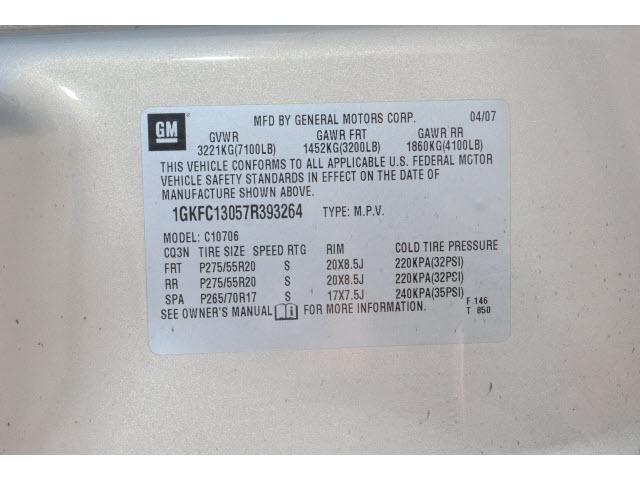 GM ® MFD BY GENERAL MOTORS CORP. 04/07
GVWR GAWR FRT GAWR RR
3221KG(7100LB) 1452KG(3200LB) 1860KG(4100LB)
THIS VEHICLE CONFORMS TO ALL APPLICABLE U.S. FEDERAL MOTOR
VEHICLE SAFETY STANDARDS IN EFFECT ON THE DATE OF
MANUFACTURE SHOWN ABOVE.
1GKFC13057R393264 TYPE: M.P.V.
MODEL: C10706
CQ3N TIRE SIZE SPEED RTG RIM COLD TIRE PRESSURE
FRT P275/55R20 S 20X8.5J 220KPA(32PSI)
RR P275/55R20 S 20X8.5J 220KPA(32PCI)
SPA P265/70R17 S 17X7.5J 240KPA(35PSI)
SEE OWNER'S MANUAL i FOR MORE INFORMATION.
F 146
T 850